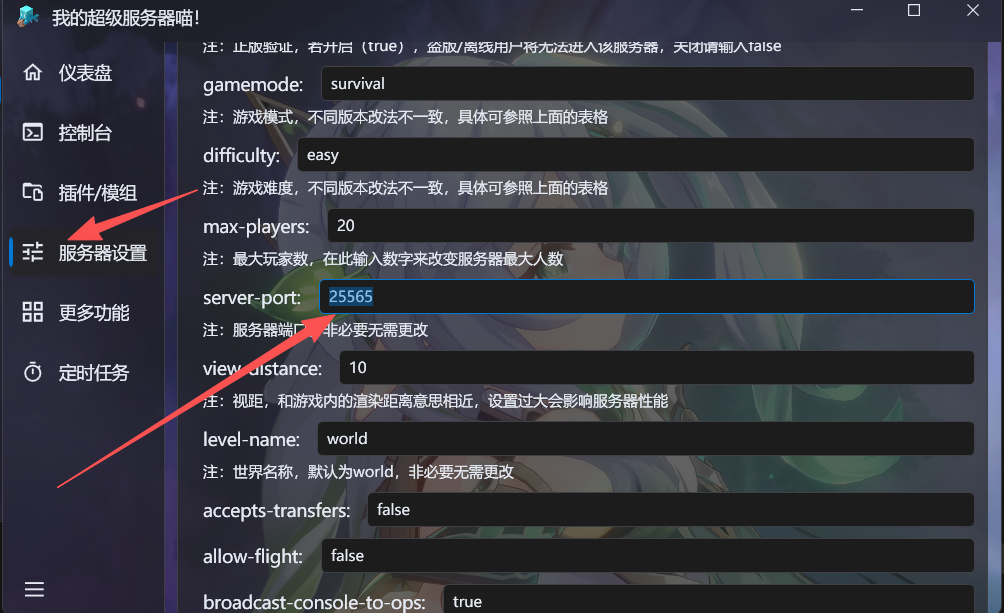 我的超级服务器喵!
仪表盘
控制台
插件/模组
服务器设置
更多功能
定时任务
注：正版验证，若开启（true），盗版/离线用户将无法进入该服务器，关闭请输入false
gamemode: survival
注：游戏模式，不同版本改法不一致，具体可参照上面的表格
difficulty: easy
注：游戏难度，不同版本改法不一致，具体可参照上面的表格
max-players: 20
注：最大玩家数，在此输入数字来改变服务器最大人数
server-port: 25565
注：服务器端口，非必要无需更改
view-distance: 10
注：视距，和游戏内的渲染距离意思相近，设置过大会影响服务器性能
level-name: world
注：世界名称，默认为world，非必要无需更改
accepts-transfers: false
allow-flight: false
broadcast-console-to-ops: true